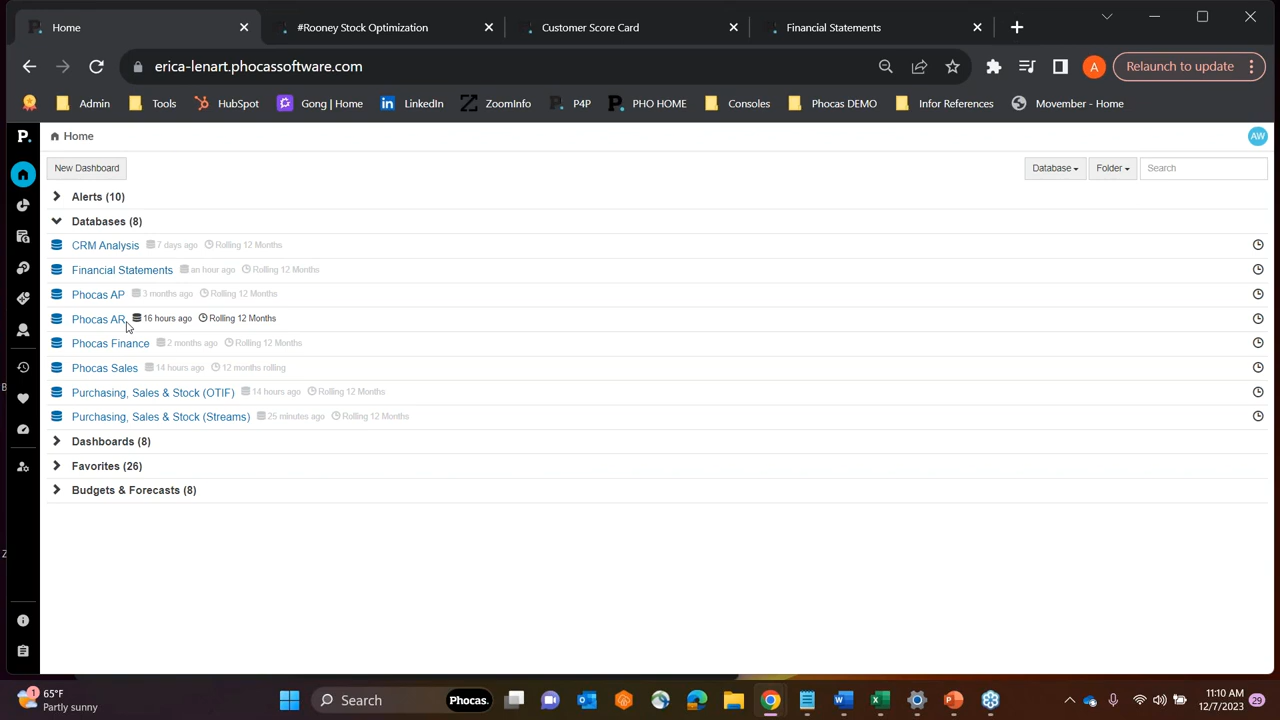 P. Home
#Rooney Stock Optimization
Customer Score Card
Financial Statements
erica-lenart.phocassoftware.com
A
Relaunch to update
Admin
Tools
HubSpot
Gong | Home
LinkedIn
ZoomInfo
P4P
PHO HOME
Consoles
Phocas DEMO
Infor References
Movember - Home
P.
Home
AW
New Dashboard
Database
Folder
Search
Alerts (10)
Databases (8)
CRM Analysis 7 days ago Rolling 12 Months
Financial Statements an hour ago Rolling 12 Months
Phocas AP 3 months ago Rolling 12 Months
Phocas AR 16 hours ago Rolling 12 Months
Phocas Finance 2 months ago Rolling 12 Months
Phocas Sales 14 hours ago 12 months rolling
Purchasing, Sales & Stock (OTIF) 14 hours ago Rolling 12 Months
Purchasing, Sales & Stock (Streams) 25 minutes ago Rolling 12 Months
Dashboards (8)
Favorites (26)
Budgets & Forecasts (8)
1
65°F
Partly sunny
Search
Phocas.
11:10 AM
12/7/2023
29